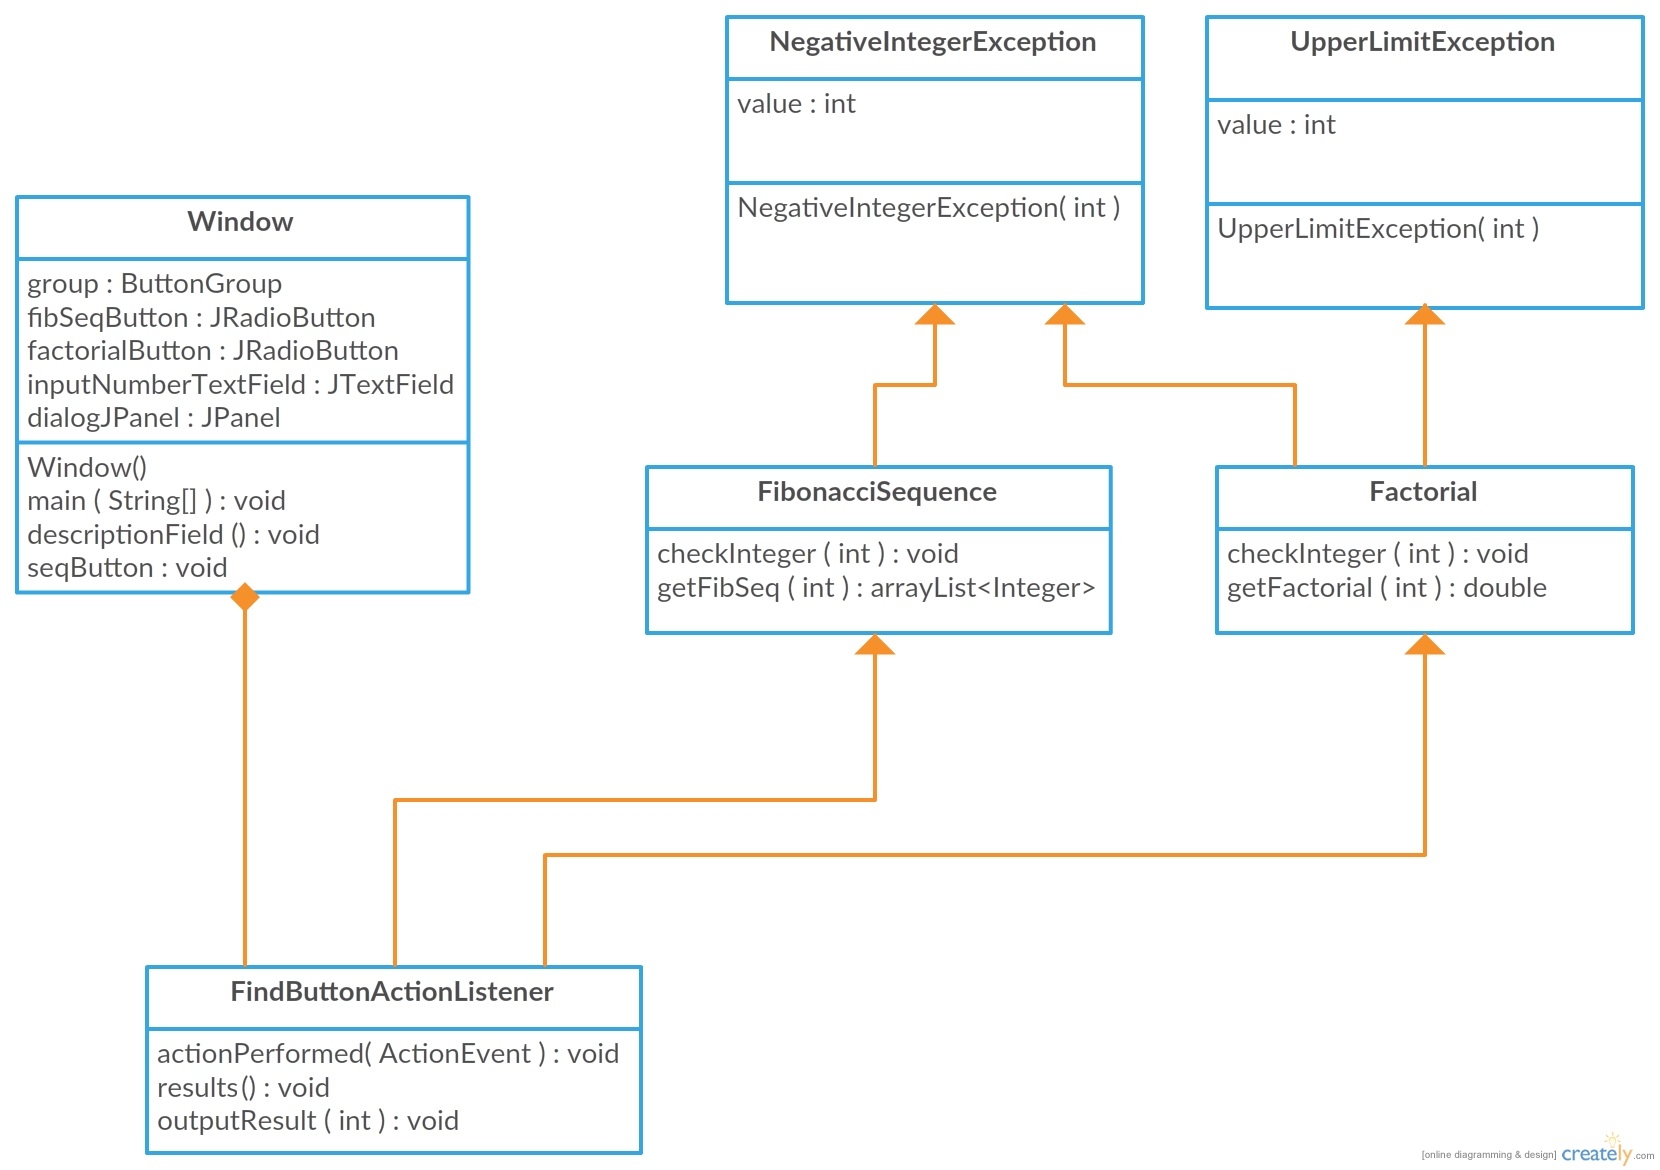 NegativeIntegerException
value : int
NegativeIntegerException( int )
UpperLimitException
value : int
UpperLimitException( int )
Window
group : ButtonGroup
fibSeqButton : JRadioButton
factorialButton : JRadioButton
inputNumberTextField : JTextField
dialogJPanel : JPanel
Window()
main ( String[] ) : void
descriptionField () : void
seqButton : void
FibonacciSequence
checkInteger ( int ) : void
getFibSeq ( int ) : arrayList<Integer>
Factorial
checkInteger ( int ) : void
getFactorial ( int ) : double
FindButtonActionListener
actionPerformed( ActionEvent ) : void
results() : void
outputResult ( int ) : void
[online diagramming & design] creately.com